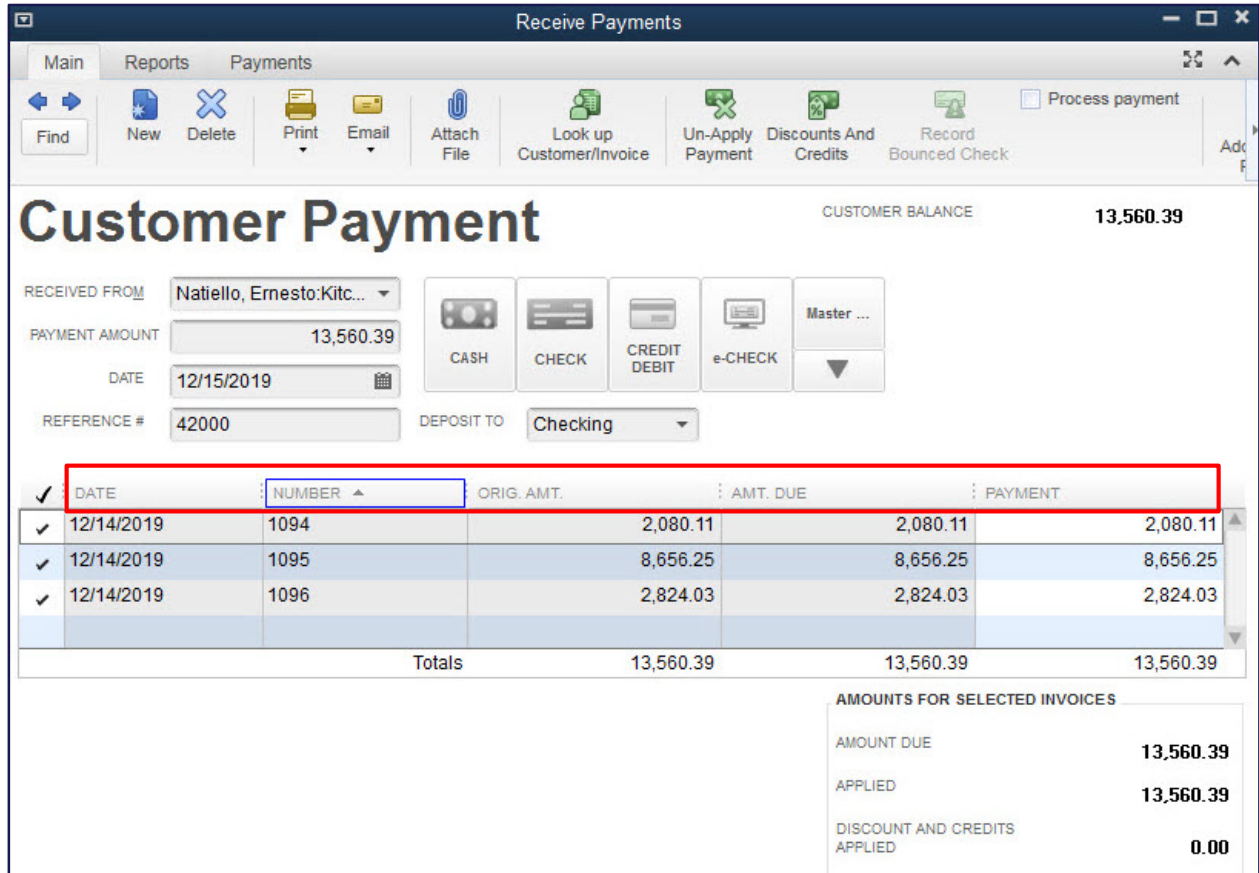 Receive Payments
Main Reports Payments
Find New Delete Print Email Attach File Look up Customer/Invoice Un-Apply Payment Discounts And Credits Record Bounced Check Process payment
Customer Payment
CUSTOMER BALANCE 13,560.39
RECEIVED FROM Natiello, Ernesto:Kitc...
PAYMENT AMOUNT 13,560.39
DATE 12/15/2019
REFERENCE # 42000
CASH CHECK CREDIT DEBIT e-CHECK Master ...
DEPOSIT TO Checking
DATE NUMBER ORIG. AMT. AMT. DUE PAYMENT
12/14/2019 1094 2,080.11 2,080.11 2,080.11
12/14/2019 1095 8,656.25 8,656.25 8,656.25
12/14/2019 1096 2,824.03 2,824.03 2,824.03
Totals 13,560.39 13,560.39 13,560.39
AMOUNTS FOR SELECTED INVOICES
AMOUNT DUE 13,560.39
APPLIED 13,560.39
DISCOUNT AND CREDITS
APPLIED 0.00